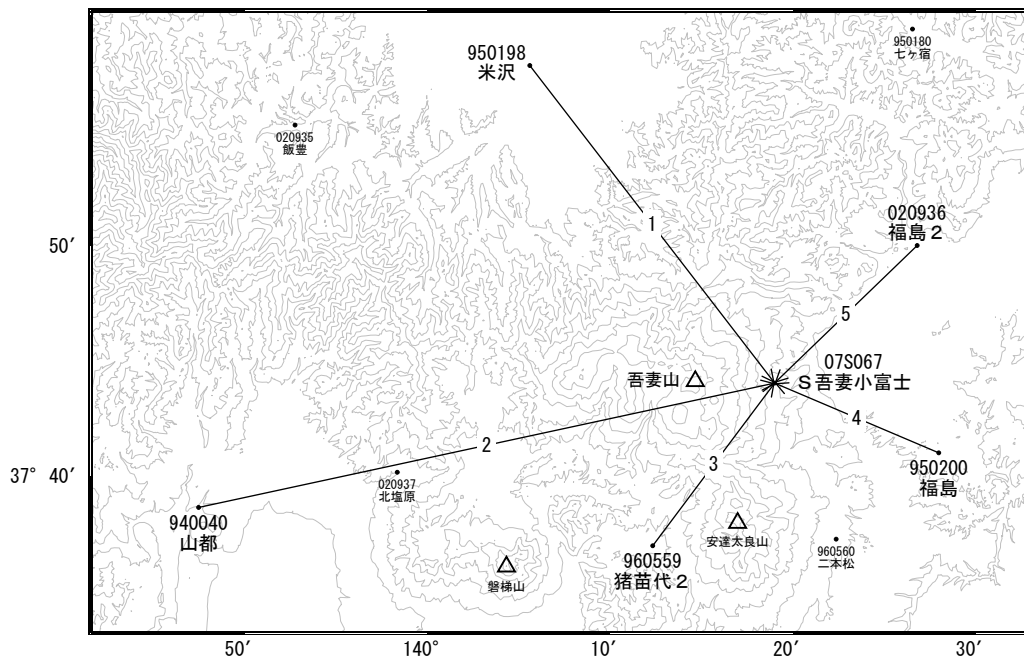 950180
七ヶ宿
950198
米沢
020935
飯豊
020936
福島２
50′
1
5
07S067
Ｓ吾妻小富士
吾妻山
4
2
3
37° 40′
950200
福島
020937
北塩原
940040
山都
安達太良山
960559
猪苗代２
960560
二本松
磐梯山
50′
140°
10′
20′
30′